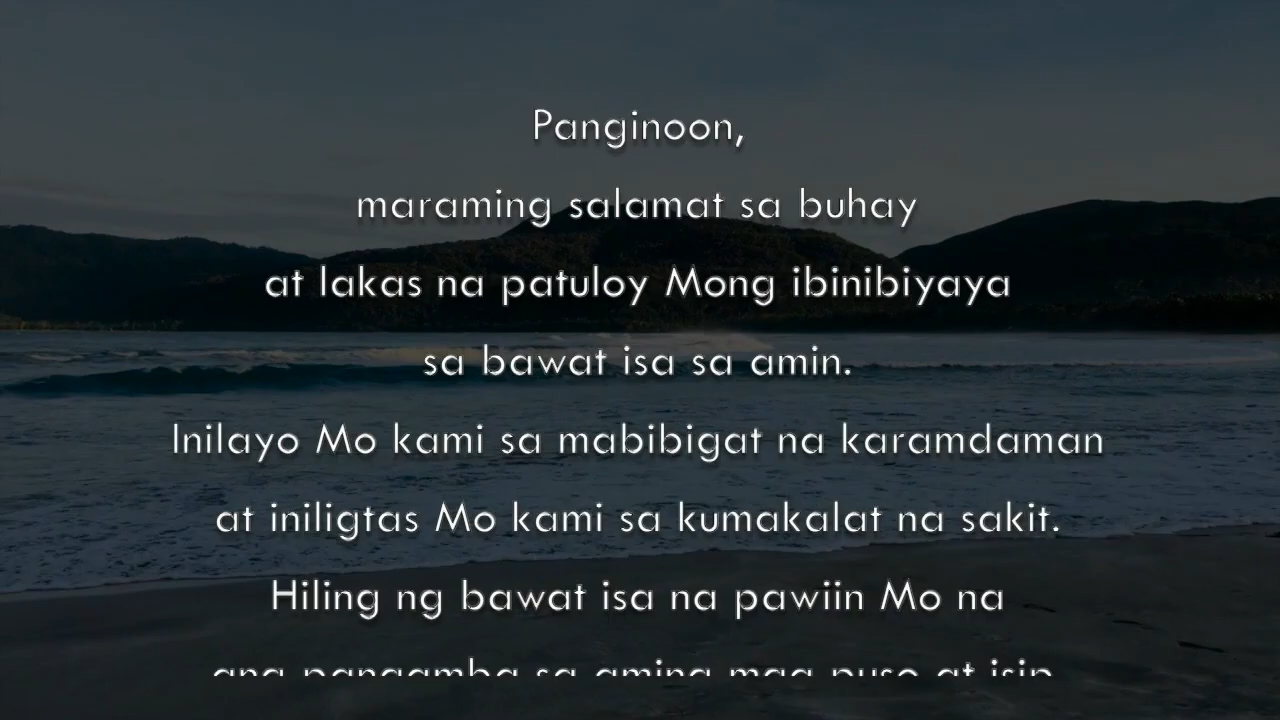 Panginoon,
maraming salamat sa buhay
at lakas na patuloy Mong ibinibiyaya
sa bawat isa sa amin.
Inilayo Mo kami sa mabibigat na karamdaman
at iniligtas Mo kami sa kumakalat na sakit.
Hiling ng bawat isa na pawiin Mo na
ang pangamba sa aming mga puso at isip